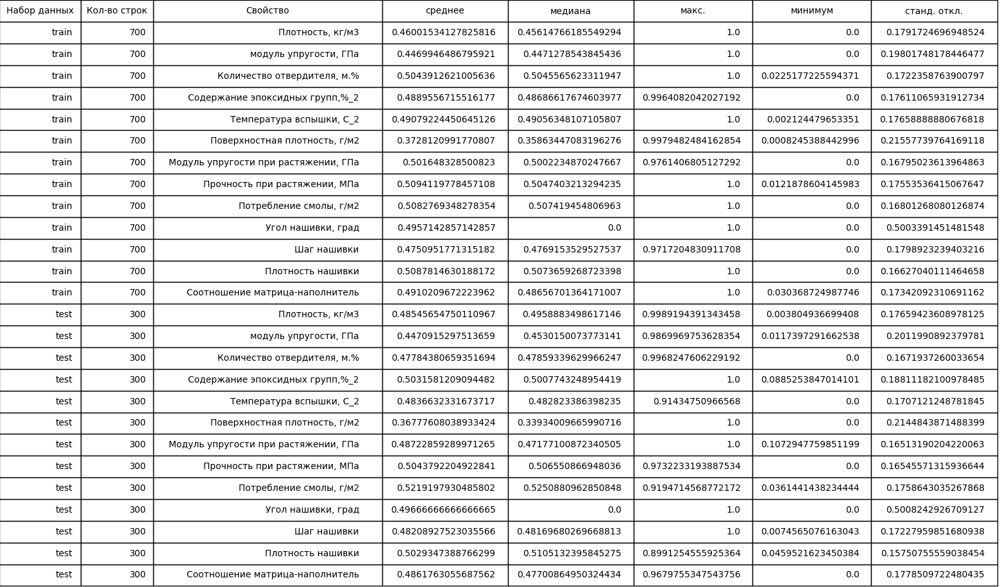 Набор данных Кол-во строк Свойство среднее медиана макс. минимум станд. откл.
train 700 Плотность, кг/м3 0.46001534127825816 0.45614766185549294 1.0 0.0 0.1791724696948524
train 700 модуль упругости, ГПа 0.4469946486795921 0.4471278543845436 1.0 0.0 0.19801748178446477
train 700 Количество отвердителя, м.% 0.5043912621005636 0.5045565623311947 1.0 0.0225177225594371 0.1722358763900797
train 700 Содержание эпоксидных групп,%_2 0.4889556715516177 0.48686617674603977 0.9964082042027192 0.0 0.17611065931912734
train 700 Температура вспышки, С_2 0.49079224450645126 0.49056348107105807 1.0 0.002124479653351 0.17658888880676818
train 700 Поверхностная плотность, г/м2 0.3728120991770807 0.35863447083196276 0.9979482484162854 0.0008245388442996 0.21557739764169118
train 700 Модуль упругости при растяжении, ГПа 0.501648328500823 0.5002234870247667 0.9761406805127292 0.0 0.16795023613964863
train 700 Прочность при растяжении, МПа 0.5094119778457108 0.5047403213294235 1.0 0.0121878604145983 0.17553536415067647
train 700 Потребление смолы, г/м2 0.5082769348278354 0.507419454806963 1.0 0.0 0.16801268080126874
train 700 Угол нашивки, град 0.4957142857142857 0.0 1.0 0.0 0.5003391451481548
train 700 Шаг нашивки 0.4750951771315182 0.4769153529527537 0.9717204830911708 0.0 0.1798923239403216
train 700 Плотность нашивки 0.5087814630188172 0.5073659268723398 1.0 0.0 0.16627040111464658
train 700 Соотношение матрица-наполнитель 0.4910209672223962 0.48656701364171007 1.0 0.030368724987746 0.17342092310691162
test 300 Плотность, кг/м3 0.48545654750110967 0.4958883498617146 0.9989194391343458 0.003804936699408 0.17659423608978125
test 300 модуль упругости, ГПа 0.4470915297513659 0.4530150073773141 0.9869969753628354 0.0117397291662538 0.2011990892379781
test 300 Количество отвердителя, м.% 0.47784380659351694 0.47859339629966247 0.9968247606229192 0.0 0.1671937260033654
test 300 Содержание эпоксидных групп,%_2 0.5031581209094482 0.5007743248954419 1.0 0.0885253847014101 0.18811182100978485
test 300 Температура вспышки, С_2 0.4836632331673717 0.482823386398235 0.91434750966568 0.0 0.1707121248781845
test 300 Поверхностная плотность, г/м2 0.36777608038933424 0.33934009665990716 1.0 0.0 0.2144843871488399
test 300 Модуль упругости при растяжении, ГПа 0.48722859289971265 0.47177100872340505 1.0 0.1072947759851199 0.16513190204220063
test 300 Прочность при растяжении, МПа 0.5043792204922841 0.506550866948036 0.9732233193887534 0.0 0.16545571315936644
test 300 Потребление смолы, г/м2 0.5219197930485802 0.5250880962850848 0.9194714568772172 0.0361441438234444 0.1758643035267868
test 300 Угол нашивки, град 0.49666666666666665 0.0 1.0 0.0 0.5008242926709127
test 300 Шаг нашивки 0.48208927523035566 0.48169680269668813 1.0 0.0074565076163043 0.17227959851680938
test 300 Плотность нашивки 0.5029347388766299 0.5105132395845275 0.8991254555925364 0.0459521623450384 0.15750755559038454
test 300 Соотношение матрица-наполнитель 0.4861763055687562 0.47700864950324434 0.9679755347543756 0.0 0.1778509722480435